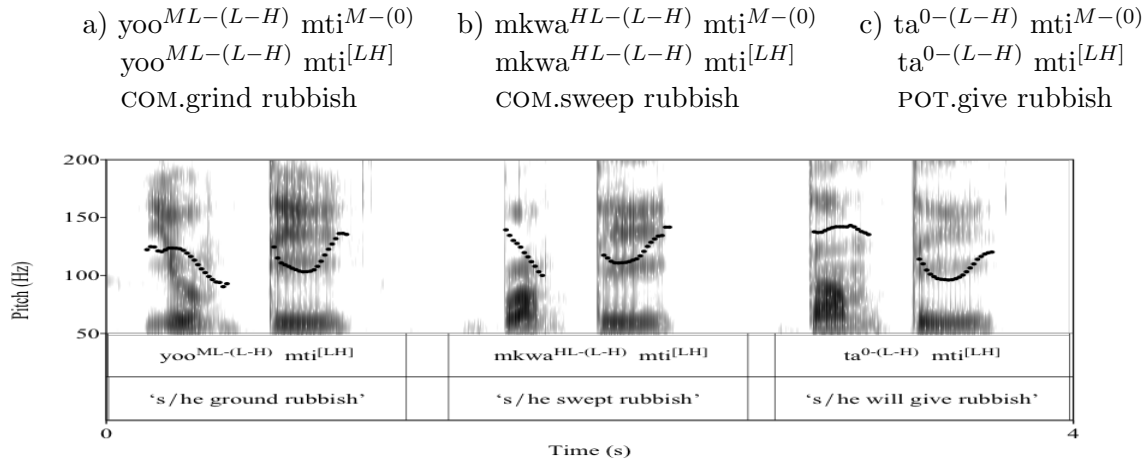 a) yoo^{ML−(L−H)} mti^{M−(0)} b) mkwa^{HL−(L−H)} mti^{M−(0)} c) ta^{0−(L−H)} mti^{M−(0)}
yoo^{ML−(L−H)} mti^{[LH]} mkwa^{HL−(L−H)} mti^{[LH]} ta^{0−(L−H)} mti^{[LH]}
COM.grind rubbish COM.sweep rubbish POT.give rubbish
200
150
100
50
Pitch (Hz)
yoo^{ML-(L-H)} mti^{[LH]} mkwa^{HL-(L-H)} mti^{[LH]} ta^{0-(L-H)} mti^{[LH]}
‘s/he ground rubbish’ ‘s/he swept rubbish’ ‘s/he will give rubbish’
0 4
Time (s)